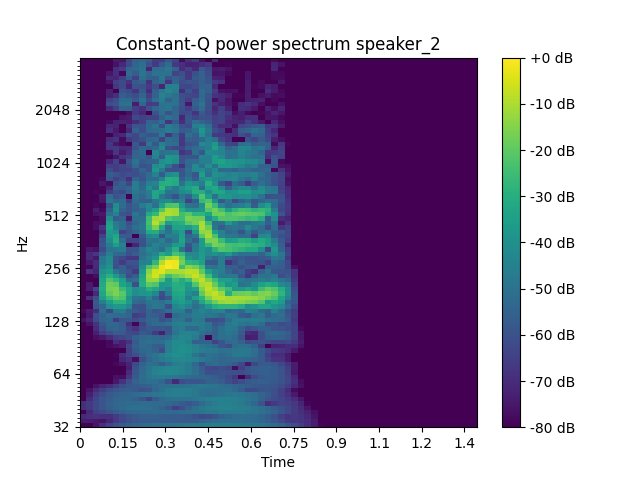 Constant-Q power spectrum speaker_2
Hz
2048
1024
512
256
128
64
32
0 0.15 0.3 0.45 0.6 0.75 0.9 1.1 1.2 1.4
Time
+0 dB
-10 dB
-20 dB
-30 dB
-40 dB
-50 dB
-60 dB
-70 dB
-80 dB